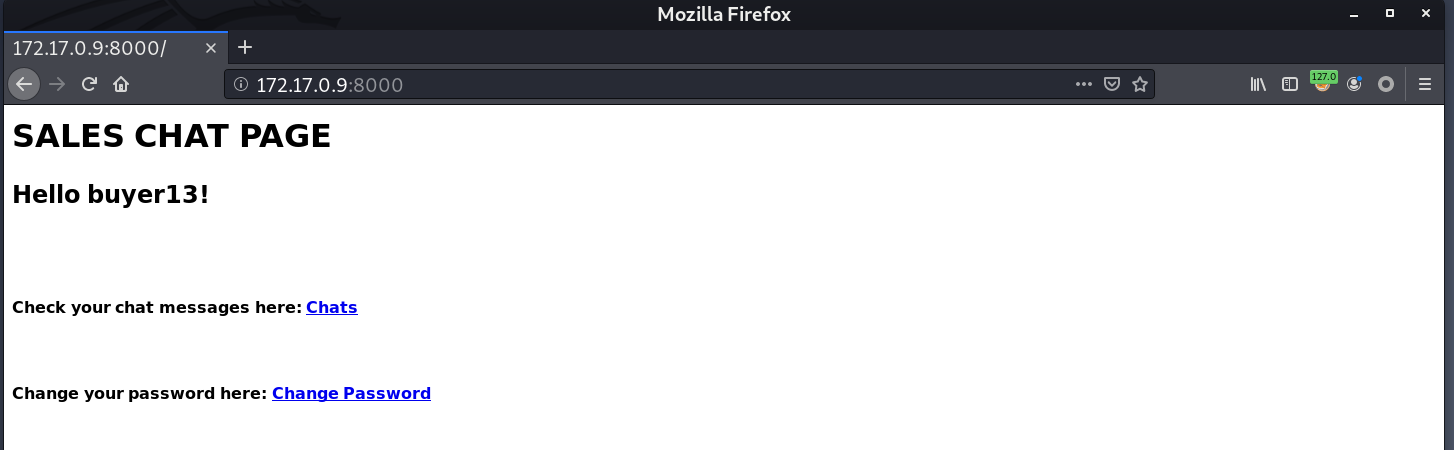 Mozilla Firefox
172.17.0.9:8000/
172.17.0.9:8000
127.0
SALES CHAT PAGE
Hello buyer13!
Check your chat messages here: Chats
Change your password here: Change Password